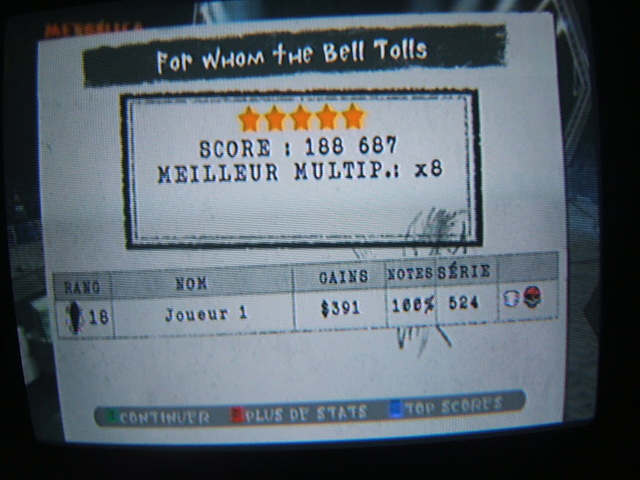 METALLICA
For Whom the Bell Tolls
SCORE : 188 687
MEILLEUR MULTIP.: x8
RANG NOM GAINS NOTES SÉRIE
16 Joueur 1 $391 100% 524
CONTINUER PLUS DE STATS TOP SCORES